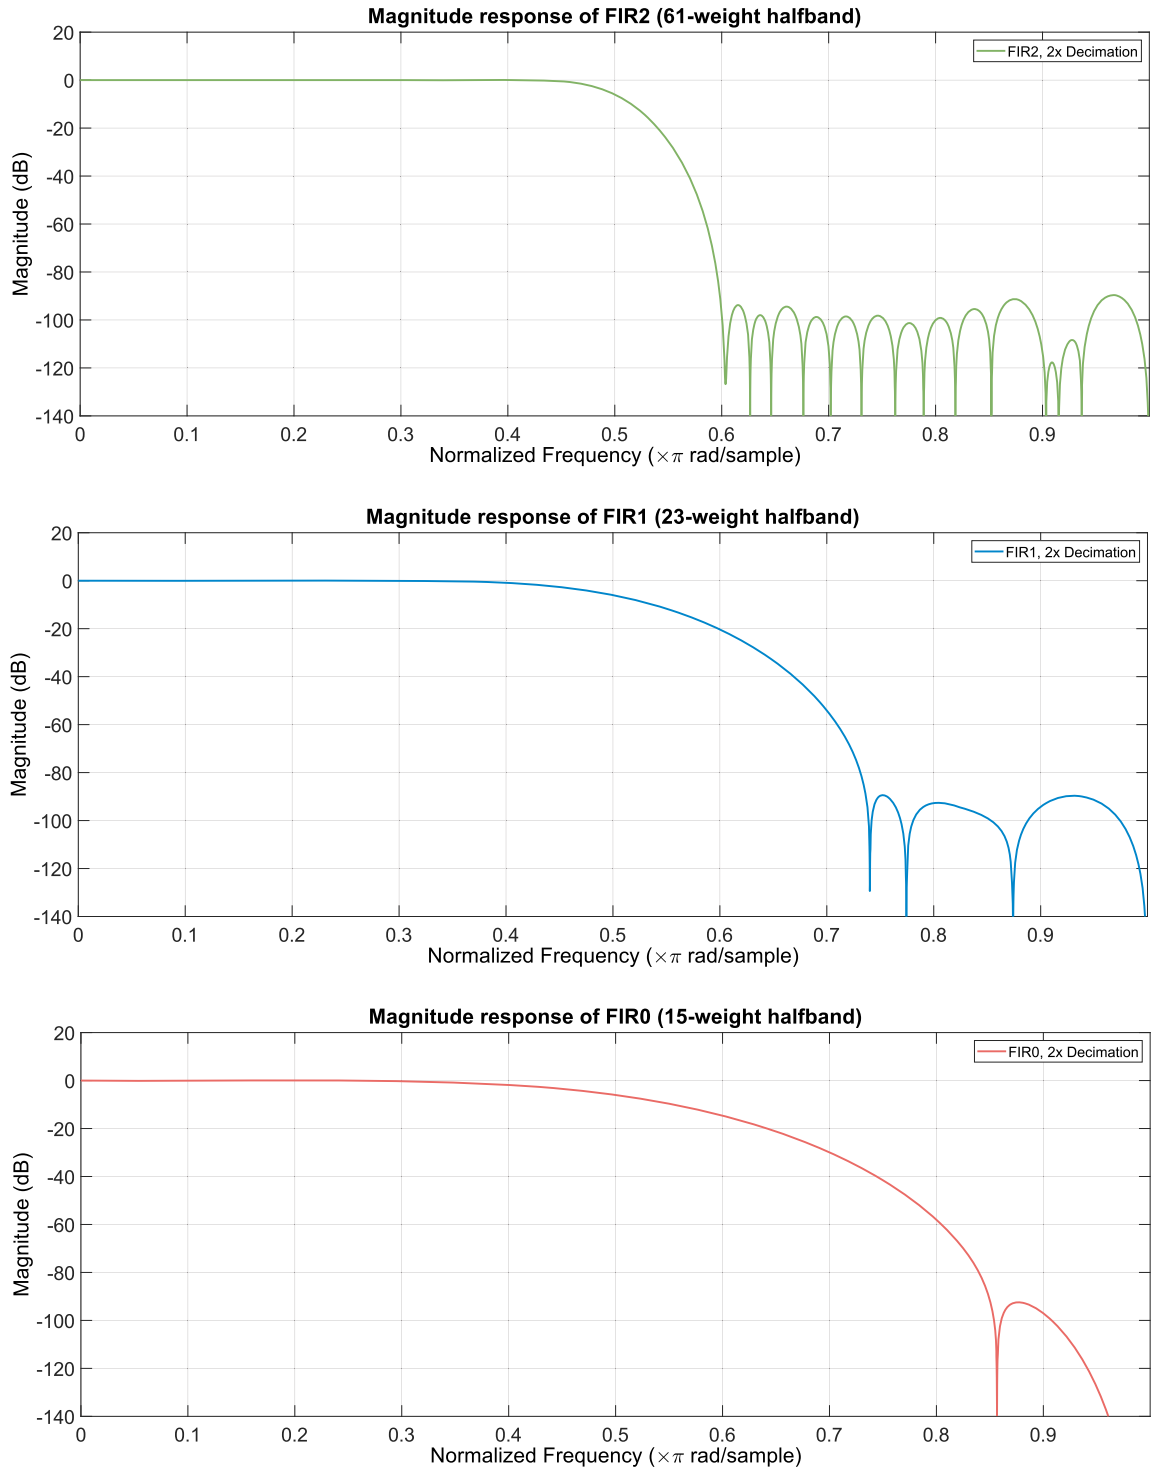 Magnitude response of FIR2 (61-weight halfband)
20
FIR2, 2x Decimation
0
-20
-40
-60
-80
-100
-120
-140
Magnitude (dB)
0 0.1 0.2 0.3 0.4 0.5 0.6 0.7 0.8 0.9
Normalized Frequency (×π rad/sample)
Magnitude response of FIR1 (23-weight halfband)
20
FIR1, 2x Decimation
0
-20
-40
-60
-80
-100
-120
-140
Magnitude (dB)
0 0.1 0.2 0.3 0.4 0.5 0.6 0.7 0.8 0.9
Normalized Frequency (×π rad/sample)
Magnitude response of FIR0 (15-weight halfband)
20
FIR0, 2x Decimation
0
-20
-40
-60
-80
-100
-120
-140
Magnitude (dB)
0 0.1 0.2 0.3 0.4 0.5 0.6 0.7 0.8 0.9
Normalized Frequency (×π rad/sample)